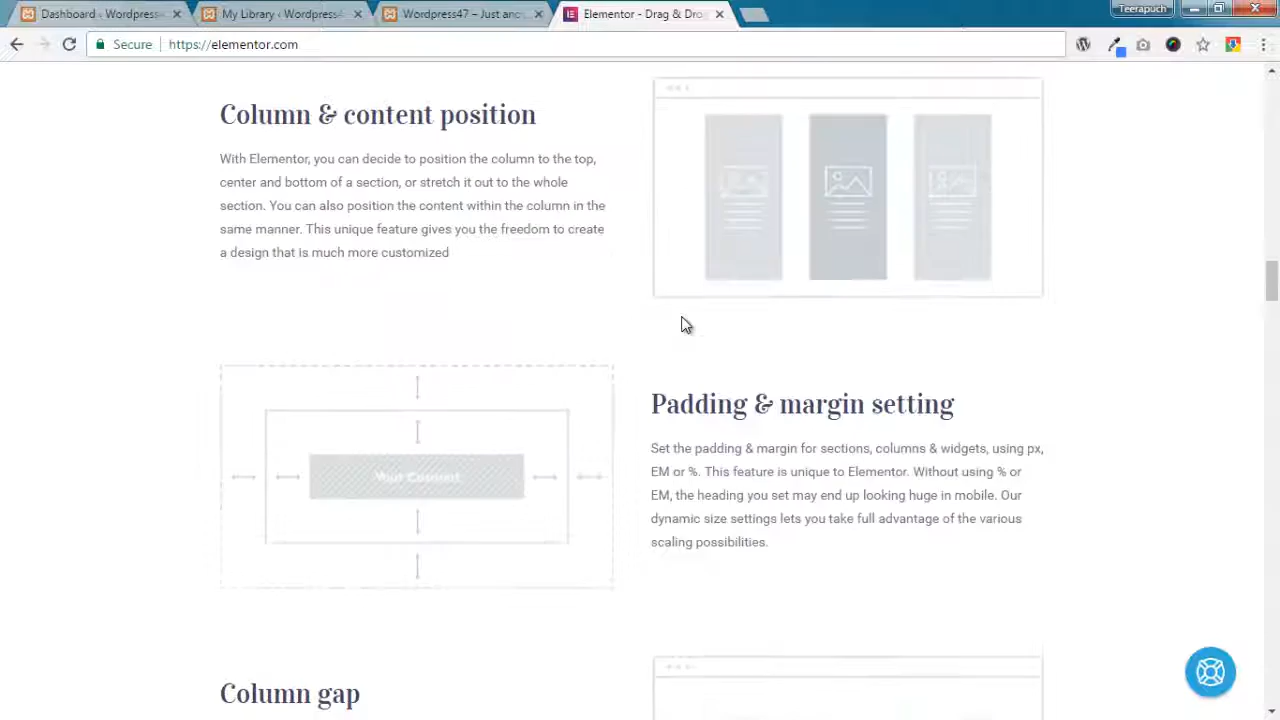 Dashboard ‹ Wordpress
My Library ‹ Wordpress
Wordpress47 – Just an
Elementor - Drag & Dro
Teerapuch
Secure
https://elementor.com
Column & content position
With Elementor, you can decide to position the column to the top,
center and bottom of a section, or stretch it out to the whole
section. You can also position the content within the column in the
same manner. This unique feature gives you the freedom to create
a design that is much more customized
Your Content
Padding & margin setting
Set the padding & margin for sections, columns & widgets, using px,
EM or %. This feature is unique to Elementor. Without using % or
EM, the heading you set may end up looking huge in mobile. Our
dynamic size settings lets you take full advantage of the various
scaling possibilities.
Column gap